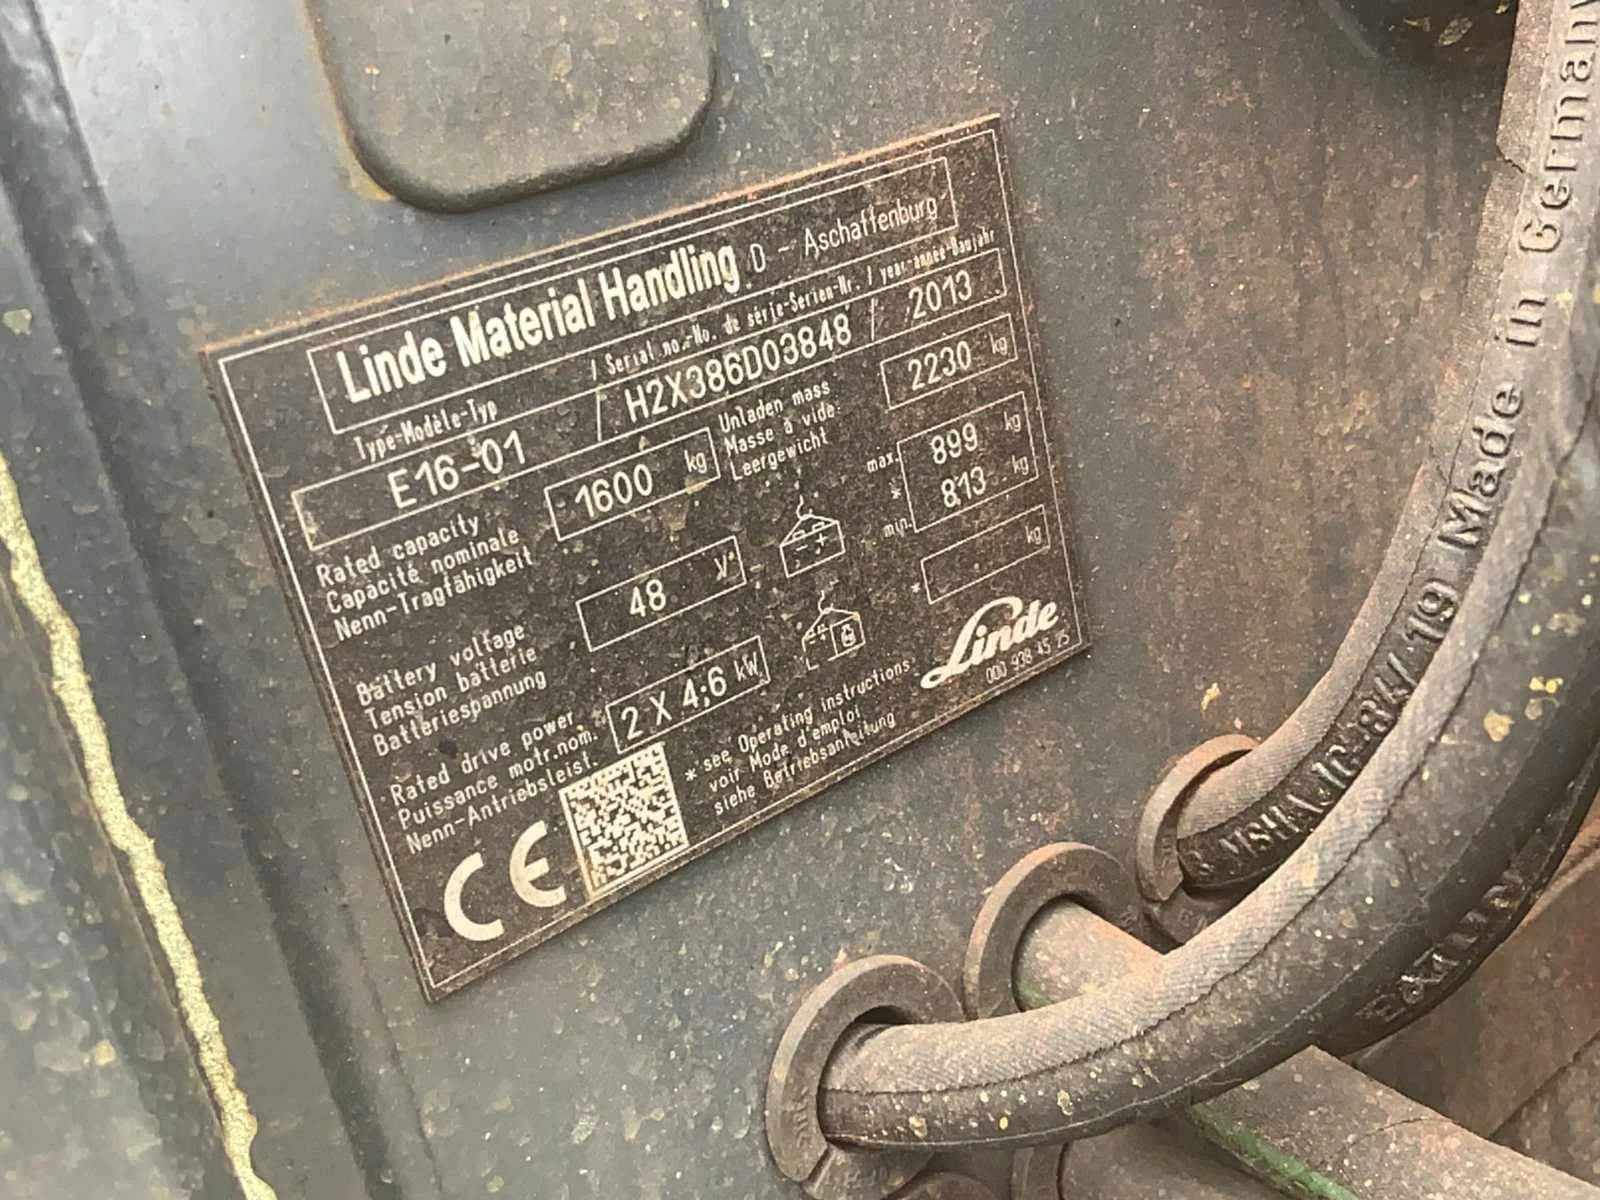 Linde Material Handling D - Aschaffenburg
Type-Modèle-Typ / Serial no.-No. de série-Serien-Nr. / year-année-Baujahr
E16-01 / H2X386D03848 / 2013
Rated capacity
Capacité nominale
Nenn-Tragfähigkeit
1600 kg
Unladen mass
Masse à vide
Leergewicht
2230 kg
Battery voltage
Tension batterie
Batteriespannung
48 V
- +
max. 899 kg
*
min. 813 kg
Rated drive power
Puissance motr.nom.
Nenn-Antriebsleist.
2 X 4,6 kW
* kg
CE
* see Operating instructions
voir Mode d'emploi
siehe Betriebsanleitung
Linde
000 938 45 25
84/19 Made in Germany